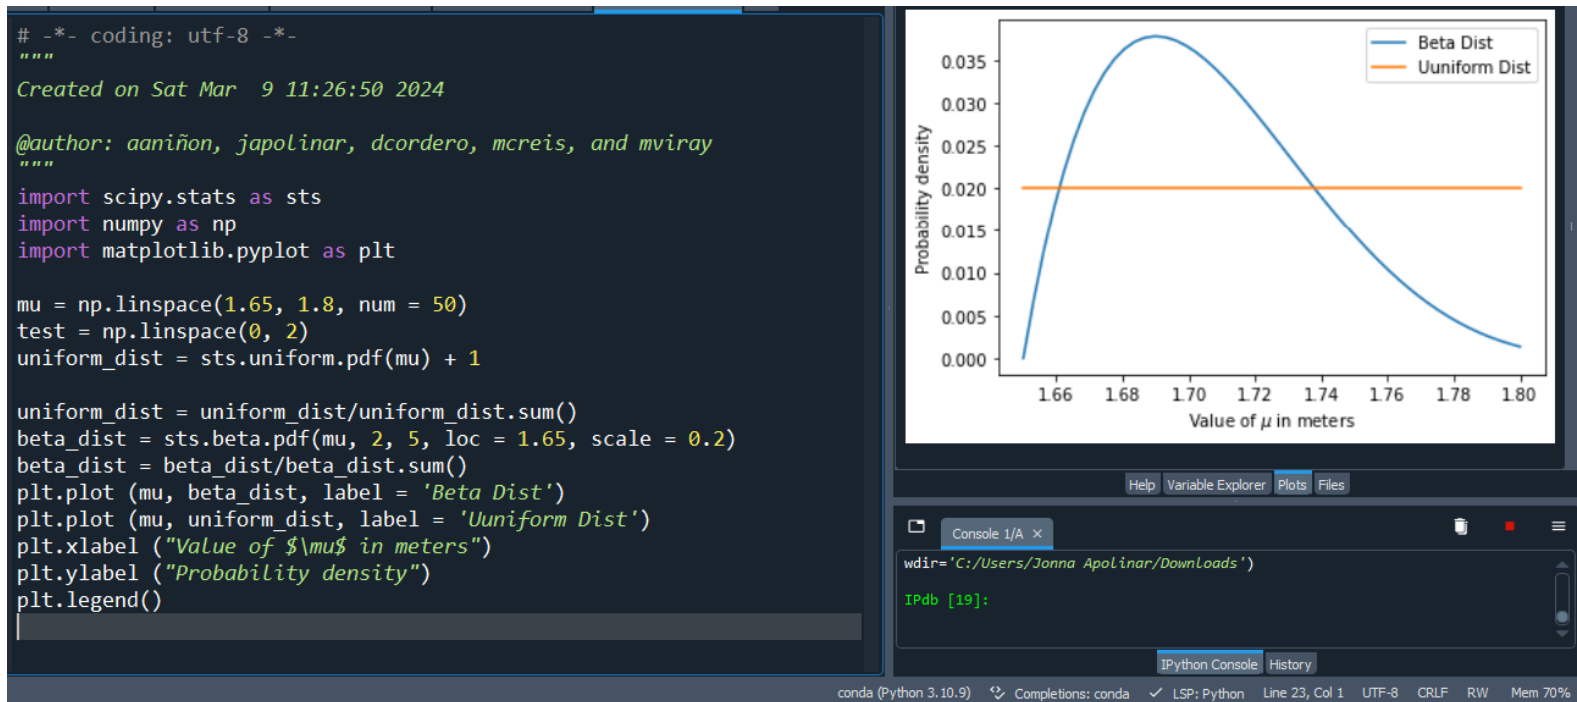 # -*- coding: utf-8 -*-
"""
Created on Sat Mar  9 11:26:50 2024
@author: aaniñon, japolinar, dcordero, mcreis, and mviray
"""
import scipy.stats as sts
import numpy as np
import matplotlib.pyplot as plt
mu = np.linspace(1.65, 1.8, num = 50)
test = np.linspace(0, 2)
uniform_dist = sts.uniform.pdf(mu) + 1
uniform_dist = uniform_dist/uniform_dist.sum()
beta_dist = sts.beta.pdf(mu, 2, 5, loc = 1.65, scale = 0.2)
beta_dist = beta_dist/beta_dist.sum()
plt.plot (mu, beta_dist, label = 'Beta Dist')
plt.plot (mu, uniform_dist, label = 'Uuniform Dist')
plt.xlabel ("Value of $\mu$ in meters")
plt.ylabel ("Probability density")
plt.legend()
Beta Dist
Uuniform Dist
Probability density
0.035
0.030
0.025
0.020
0.015
0.010
0.005
0.000
1.66 1.68 1.70 1.72 1.74 1.76 1.78 1.80
Value of μ in meters
Help Variable Explorer Plots Files
Console 1/A ×
wdir='C:/Users/Jonna Apolinar/Downloads')
IPdb [19]:
IPython Console History
conda (Python 3.10.9) Completions: conda LSP: Python Line 23, Col 1 UTF-8 CRLF RW Mem 70%